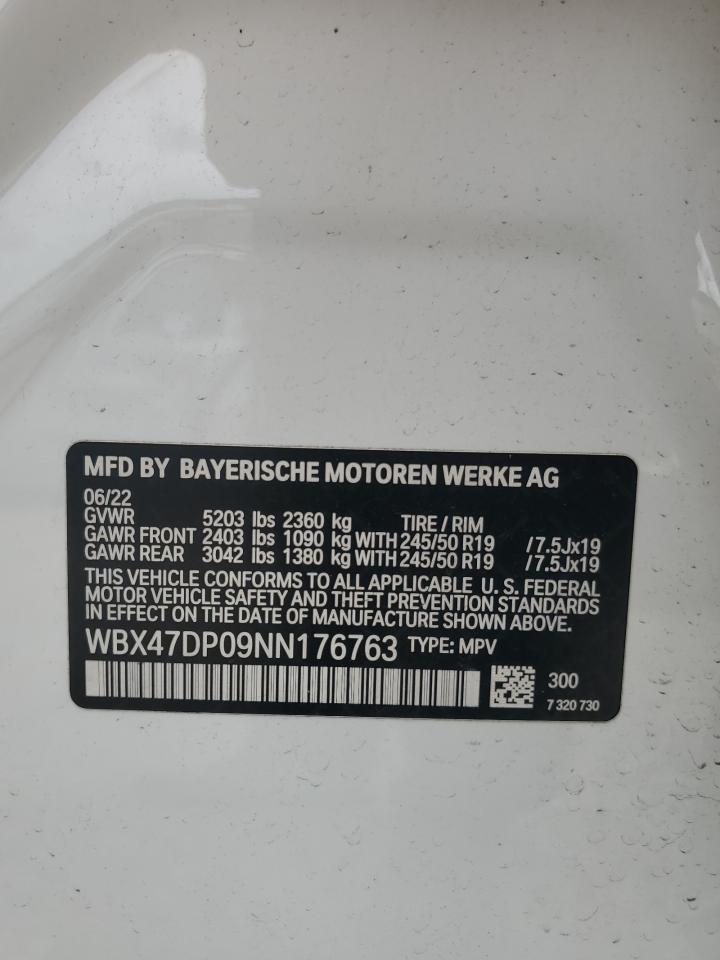 MFD BY BAYERISCHE MOTOREN WERKE AG
06/22
GVWR 5203 lbs 2360 kg TIRE / RIM
GAWR FRONT 2403 lbs 1090 kg WITH 245/50 R19 /7.5Jx19
GAWR REAR 3042 lbs 1380 kg WITH 245/50 R19 /7.5Jx19
THIS VEHICLE CONFORMS TO ALL APPLICABLE U. S. FEDERAL
MOTOR VEHICLE SAFETY AND THEFT PREVENTION STANDARDS
IN EFFECT ON THE DATE OF MANUFACTURE SHOWN ABOVE.
WBX47DP09NN176763 TYPE: MPV
300
7 320 730